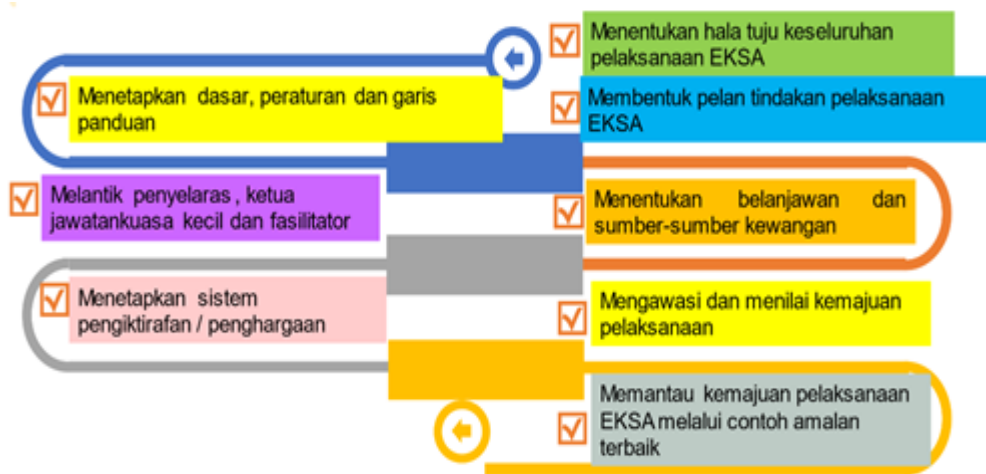 Menentukan hala tuju keseluruhan
pelaksanaan EKSA
Menetapkan dasar, peraturan dan garis
panduan
Membentuk pelan tindakan pelaksanaan
EKSA
Melantik penyelaras , ketua
jawatankuasa kecil dan fasilitator
Menentukan belanjawan dan
sumber-sumber kewangan
Menetapkan sistem
pengiktirafan / penghargaan
Mengawasi dan menilai kemajuan
pelaksanaan
Memantau kemajuan pelaksanaan
EKSA melalui contoh amalan
terbaik